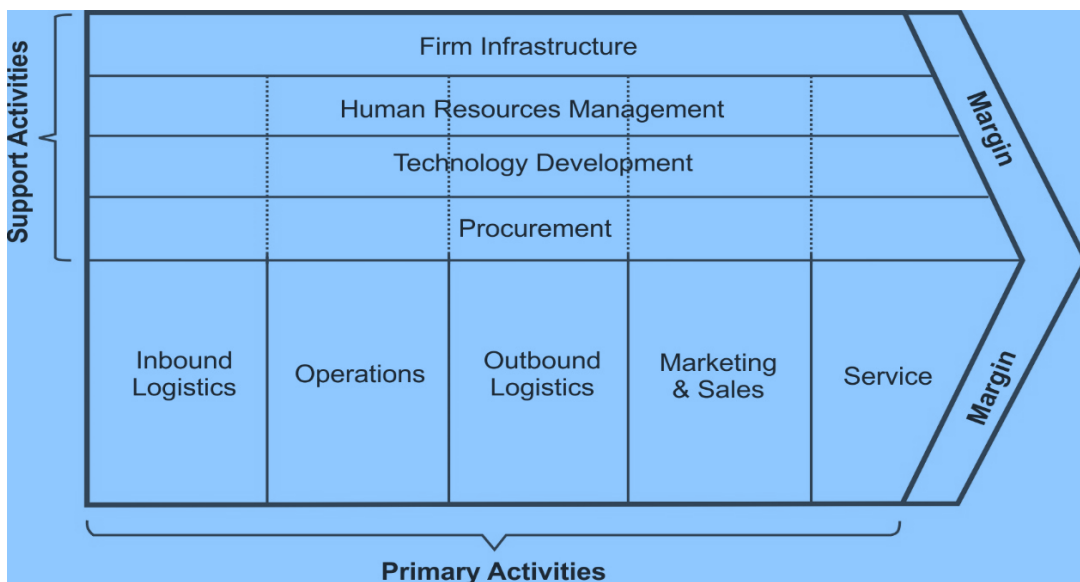 Support Activities
Firm Infrastructure
Human Resources Management
Technology Development
Procurement
Margin
Inbound
Logistics
Operations
Outbound
Logistics
Marketing
& Sales
Service
Margin
Primary Activities